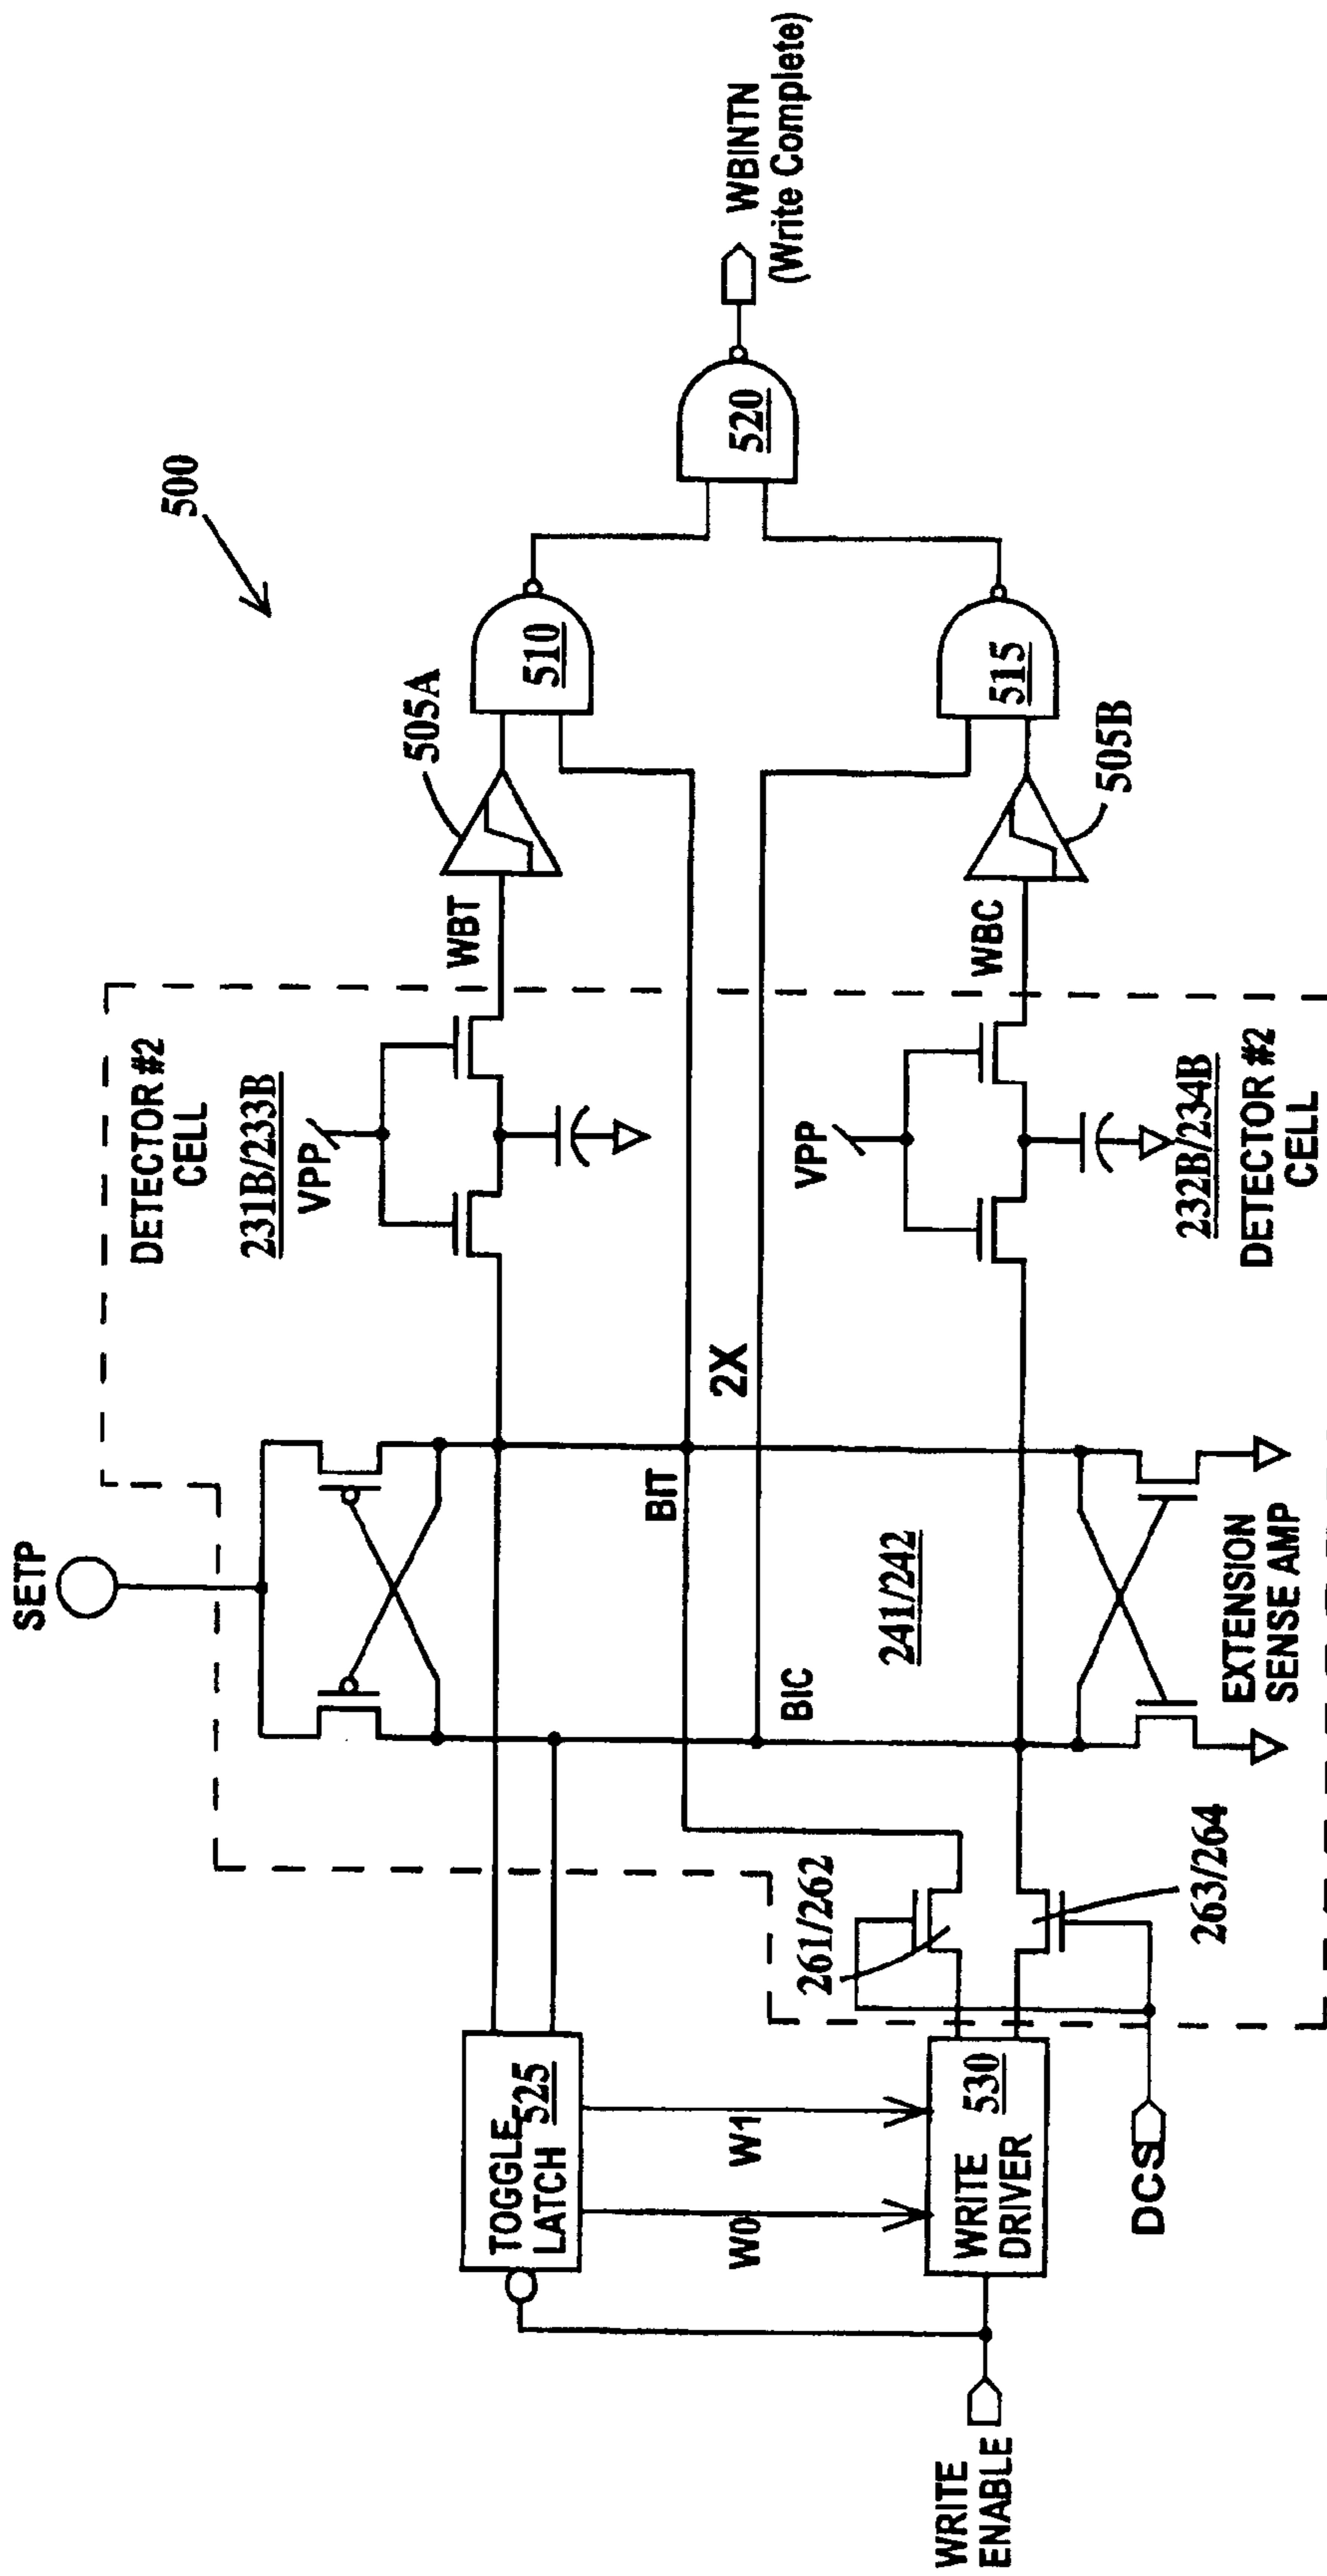 500
SETP
DETECTOR #2
CELL
231B/233B
VPP
WBT
505A
510
BIT
2X
BIC
241/242
EXTENSION
SENSE AMP
VPP
232B/234B
DETECTOR #2
CELL
WBC
505B
515
520
WBINTN
(Write Complete)
TOGGLE
LATCH
525
W0
W1
WRITE
DRIVER
530
261/262
263/264
DCS
WRITE
ENABLE